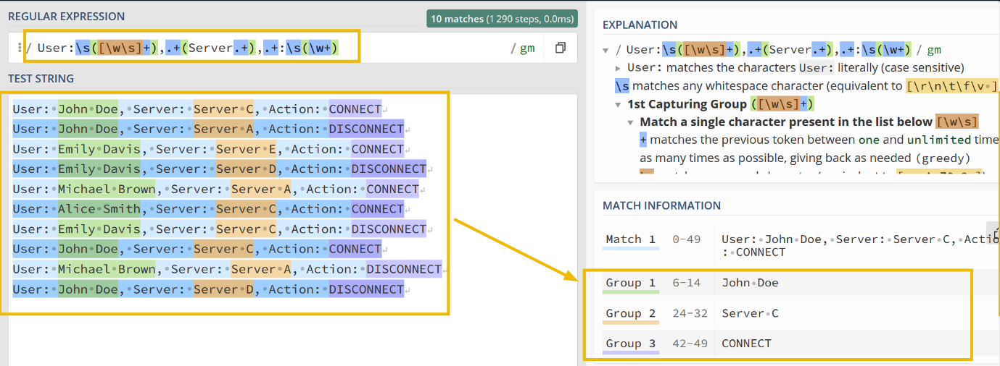 REGULAR EXPRESSION
10 matches (1 290 steps, 0.0ms)
/ User:\s([\w\s]+),.+(Server.+),.+:\s(\w+) / gm
TEST STRING
User: John Doe, Server: Server C, Action: CONNECT
User: John Doe, Server: Server A, Action: DISCONNECT
User: Emily Davis, Server: Server E, Action: CONNECT
User: Emily Davis, Server: Server D, Action: DISCONNECT
User: Michael Brown, Server: Server A, Action: CONNECT
User: Alice Smith, Server: Server C, Action: CONNECT
User: Emily Davis, Server: Server C, Action: DISCONNECT
User: John Doe, Server: Server C, Action: CONNECT
User: Michael Brown, Server: Server A, Action: DISCONNECT
User: John Doe, Server: Server D, Action: DISCONNECT
EXPLANATION
/ User:\s([\w\s]+),.+(Server.+),.+:\s(\w+) / gm
User: matches the characters User: literally (case sensitive)
\s matches any whitespace character (equivalent to [\r\n\t\f\v ]
1st Capturing Group ([\w\s]+)
Match a single character present in the list below [\w\s]
+ matches the previous token between one and unlimited time
as many times as possible, giving back as needed (greedy)
MATCH INFORMATION
Match 1 0-49 User: John Doe, Server: Server C, Actio
: CONNECT
Group 1 6-14 John Doe
Group 2 24-32 Server C
Group 3 42-49 CONNECT